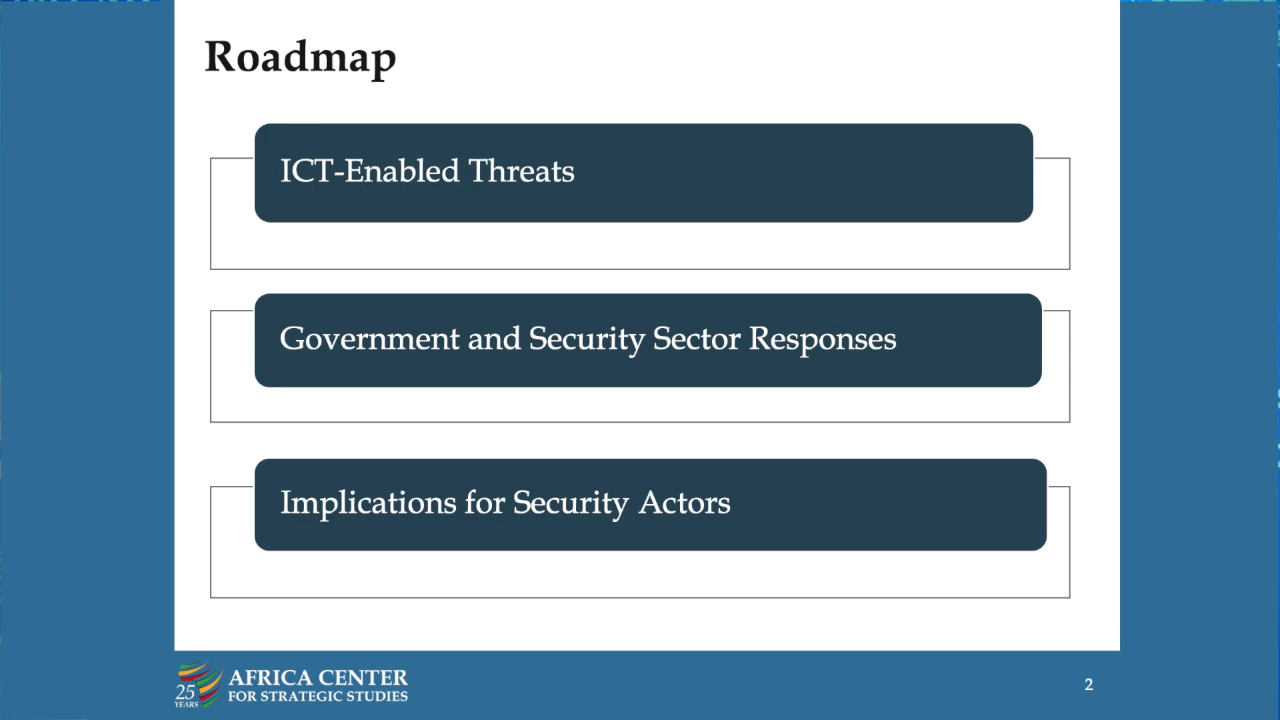 Roadmap
ICT-Enabled Threats
Government and Security Sector Responses
Implications for Security Actors
25
YEARS
AFRICA CENTER
FOR STRATEGIC STUDIES
2